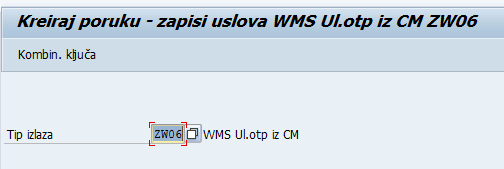 Kreiraj poruku - zapisi uslova WMS Ul.otp iz CM ZW06
Kombin. ključa
Tip izlaza ZW06 WMS Ul.otp iz CM